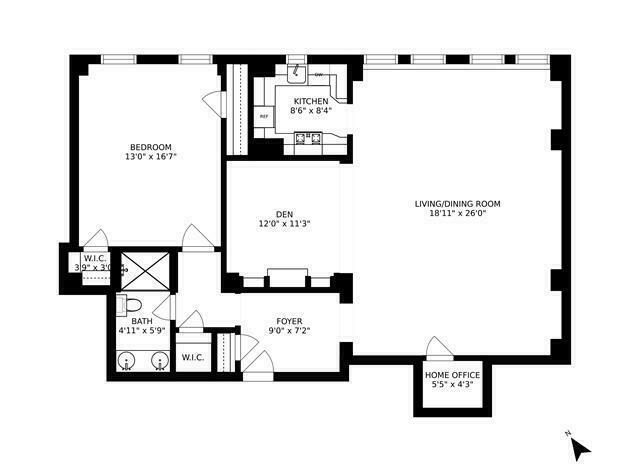 DW
KITCHEN
8'6" x 8'4"
REF
BEDROOM
13'0" x 16'7"
LIVING/DINING ROOM
18'11" x 26'0"
DEN
12'0" x 11'3"
W.I.C.
3'9" x 3'0"
BATH
4'11" x 5'9"
FOYER
9'0" x 7'2"
W.I.C.
HOME OFFICE
5'5" x 4'3"
N